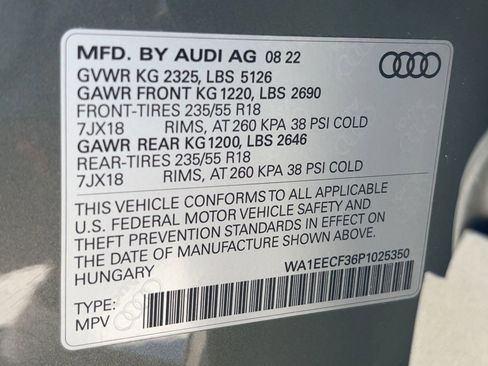 MFD. BY AUDI AG 08 22
GVWR KG 2325, LBS 5126
GAWR FRONT KG 1220, LBS 2690
FRONT-TIRES 235/55 R18
7JX18 RIMS, AT 260 KPA 38 PSI COLD
GAWR REAR KG1200, LBS 2646
REAR-TIRES 235/55 R18
7JX18 RIMS, AT 260 KPA 38 PSI COLD
THIS VEHICLE CONFORMS TO ALL APPLICABLE
U.S. FEDERAL MOTOR VEHICLE SAFETY AND
THEFT PREVENTION STANDARDS IN EFFECT ON
THE DATE OF MANUFACTURE SHOWN ABOVE.
HUNGARY WA1EECF36P1025350
TYPE:
MPV